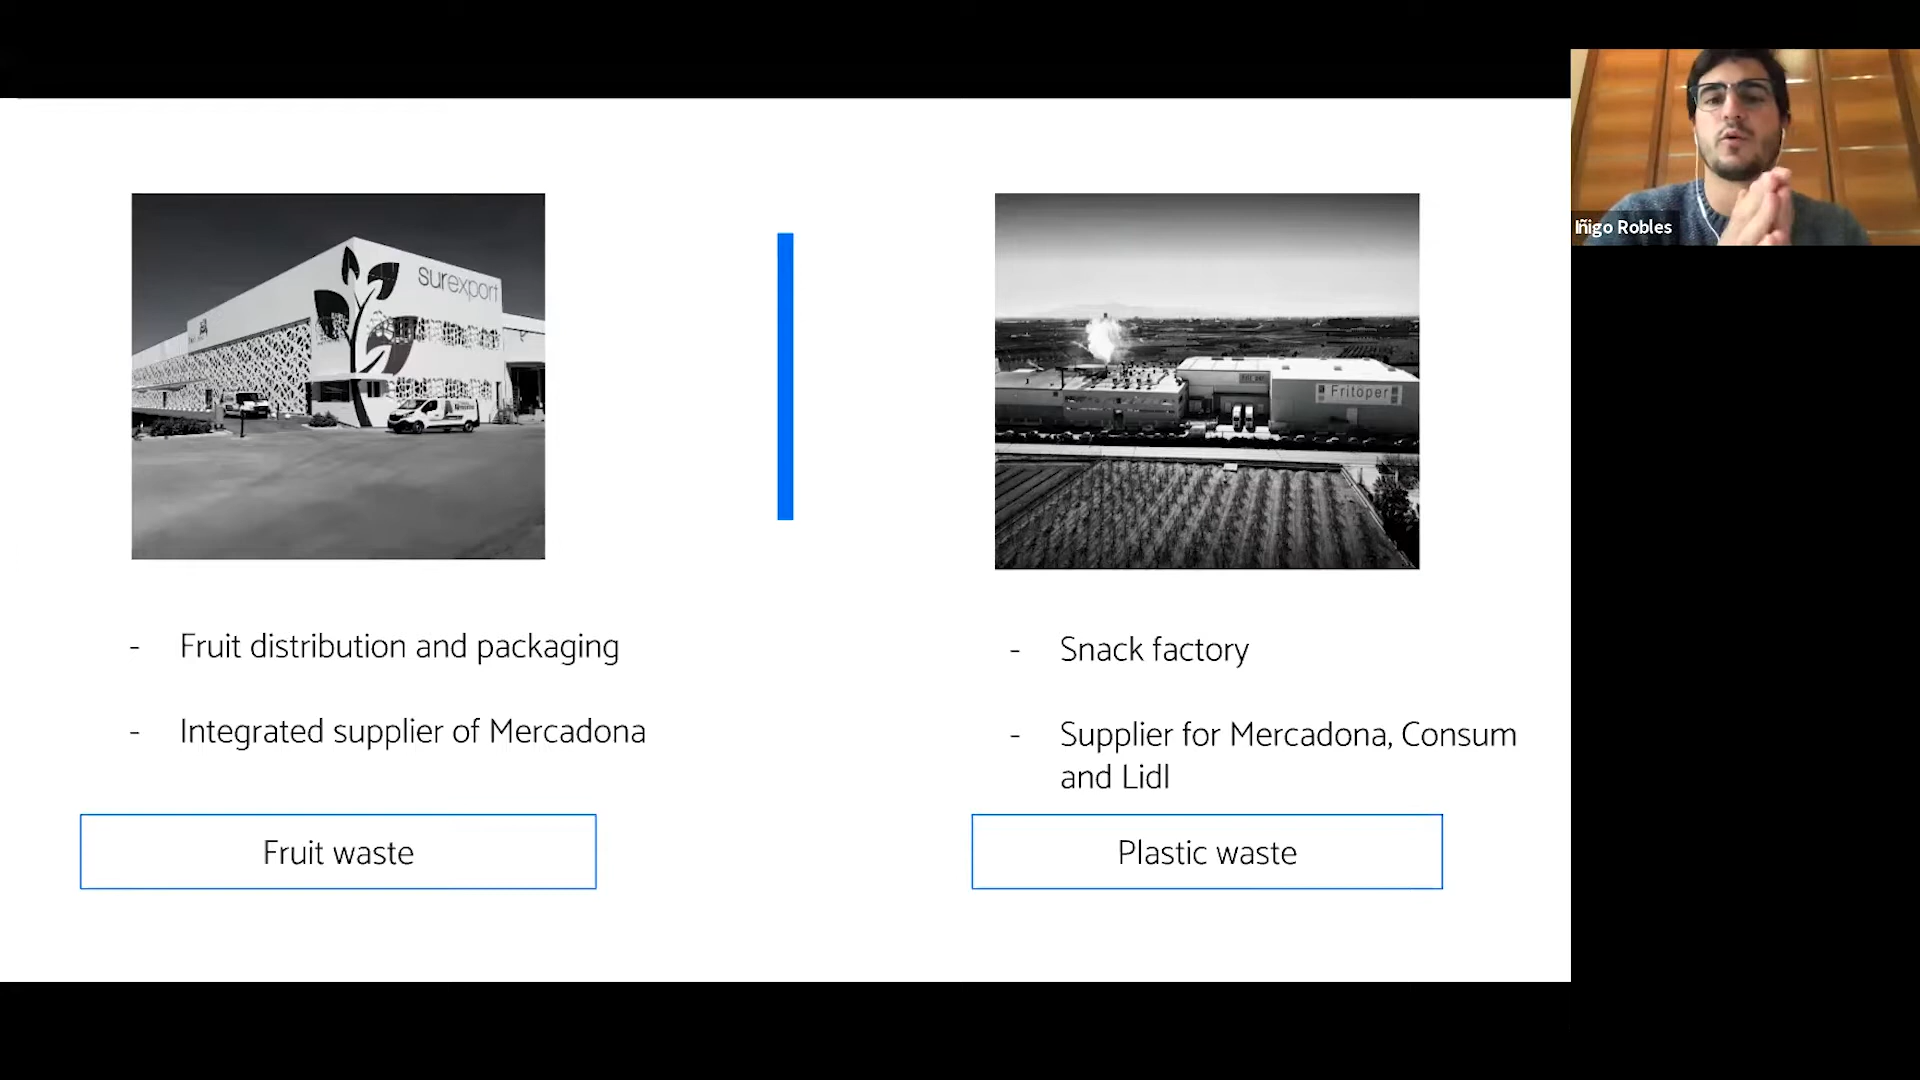 surexport
- Fruit distribution and packaging
- Integrated supplier of Mercadona
Fruit waste
Fritoper
- Snack factory
- Supplier for Mercadona, Consum
and Lidl
Plastic waste
Iñigo Robles